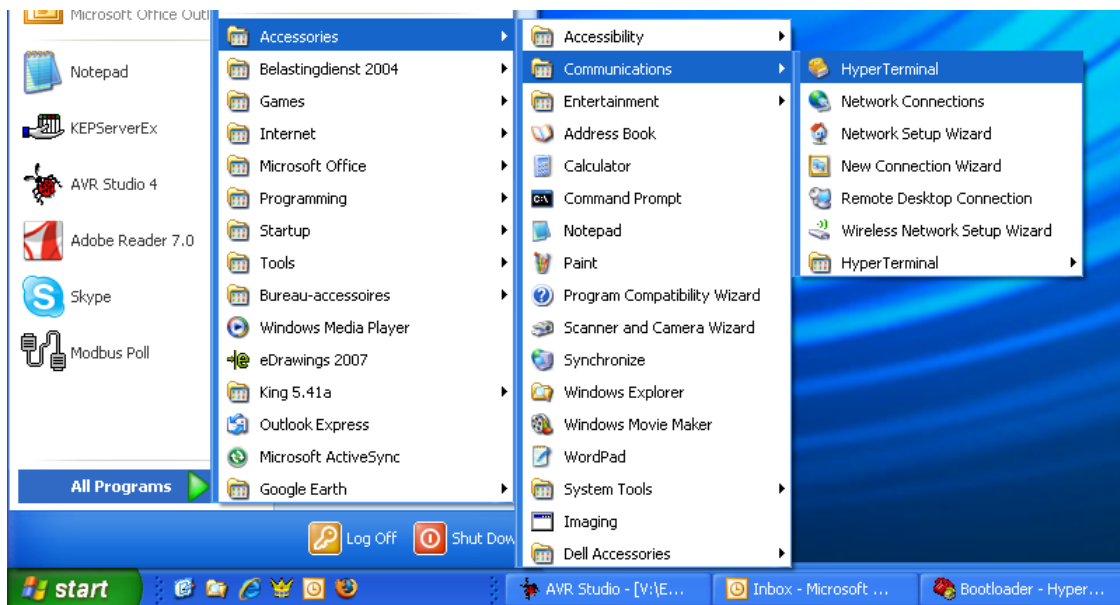 Microsoft Office Outl
Notepad
KEPServerEx
AVR Studio 4
Adobe Reader 7.0
Skype
Modbus Poll
All Programs
Accessories
Belastingdienst 2004
Games
Internet
Microsoft Office
Programming
Startup
Tools
Bureau-accessoires
Windows Media Player
eDrawings 2007
King 5.41a
Outlook Express
Microsoft ActiveSync
Google Earth
Accessibility
Communications
Entertainment
Address Book
Calculator
Command Prompt
Notepad
Paint
Program Compatibility Wizard
Scanner and Camera Wizard
Synchronize
Windows Explorer
Windows Movie Maker
WordPad
System Tools
Imaging
Dell Accessories
HyperTerminal
Network Connections
Network Setup Wizard
New Connection Wizard
Remote Desktop Connection
Wireless Network Setup Wizard
HyperTerminal
Log Off Shut Dow
start AVR Studio - [V:\E... Inbox - Microsoft ... Bootloader - Hyper...